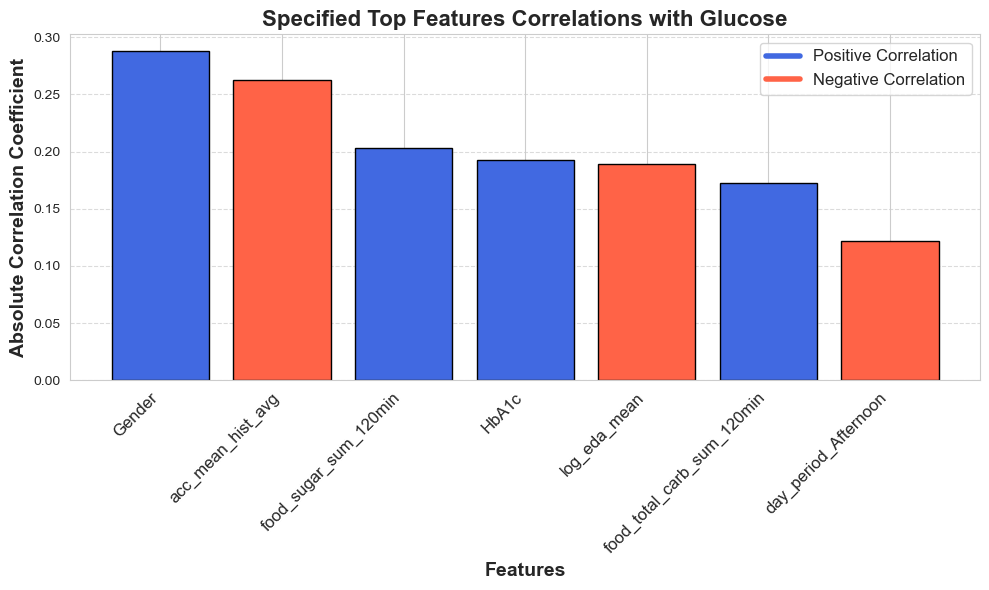 Specified Top Features Correlations with Glucose
Absolute Correlation Coefficient
0.30
0.25
0.20
0.15
0.10
0.05
0.00
Positive Correlation
Negative Correlation
Gender
acc_mean_hist_avg
food_sugar_sum_120min
HbA1c
log_eda_mean
food_total_carb_sum_120min
day_period_Afternoon
Features